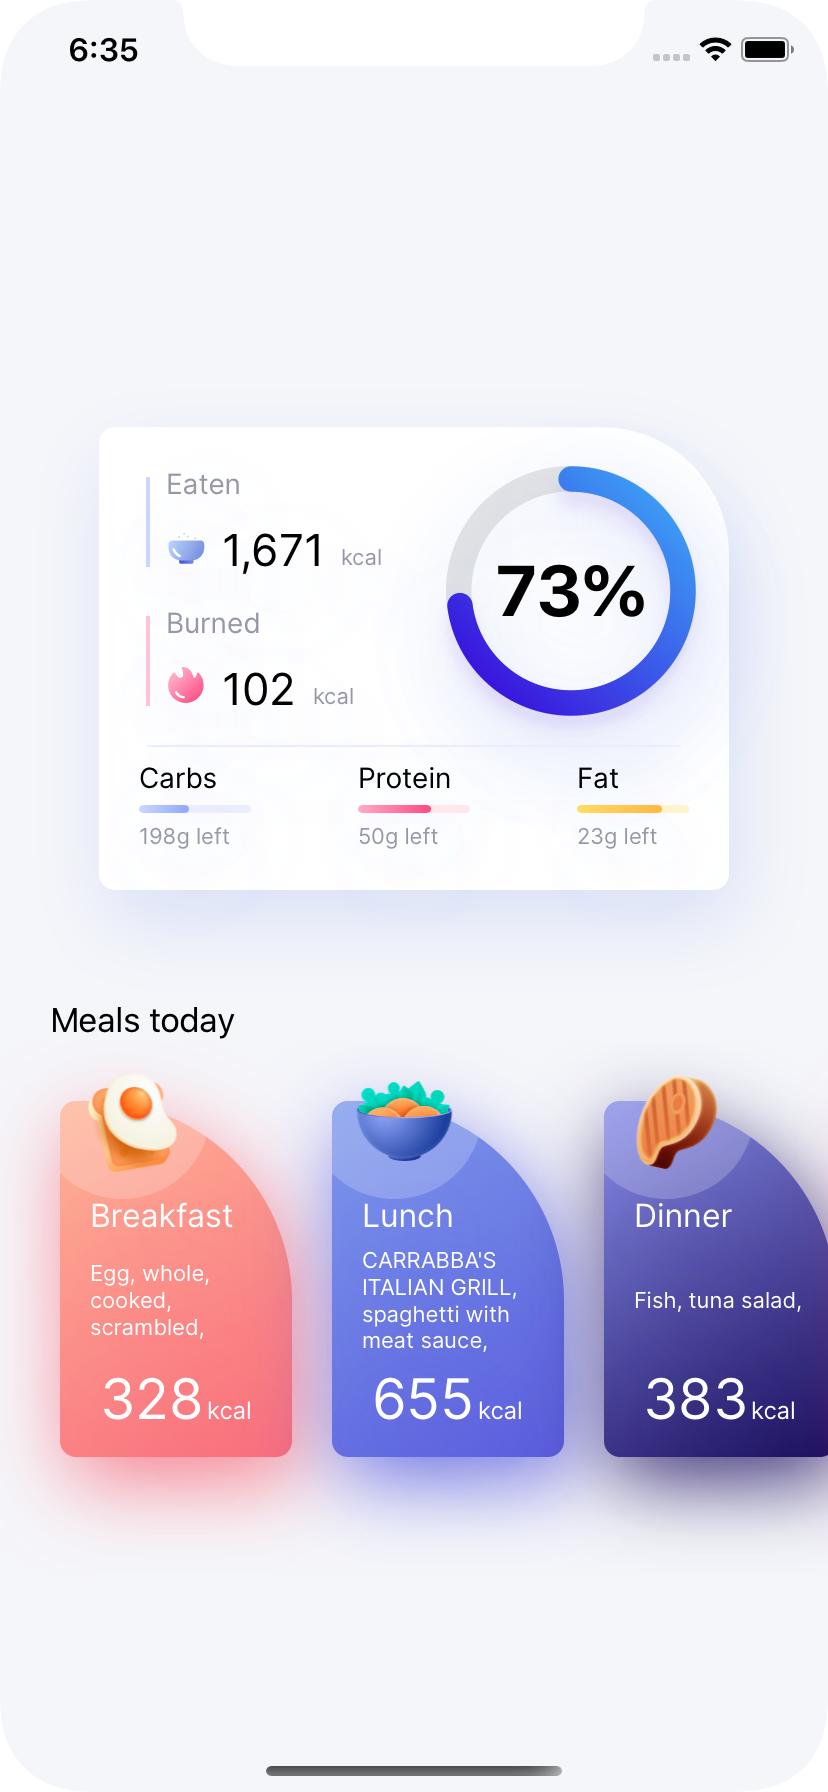 6:35
Eaten
1,671 kcal
Burned
102 kcal
73%
Carbs
198g left
Protein
50g left
Fat
23g left
Meals today
Breakfast
Egg, whole,
cooked,
scrambled,
328 kcal
Lunch
CARRABBA'S
ITALIAN GRILL,
spaghetti with
meat sauce,
655 kcal
Dinner
Fish, tuna salad,
383 kcal